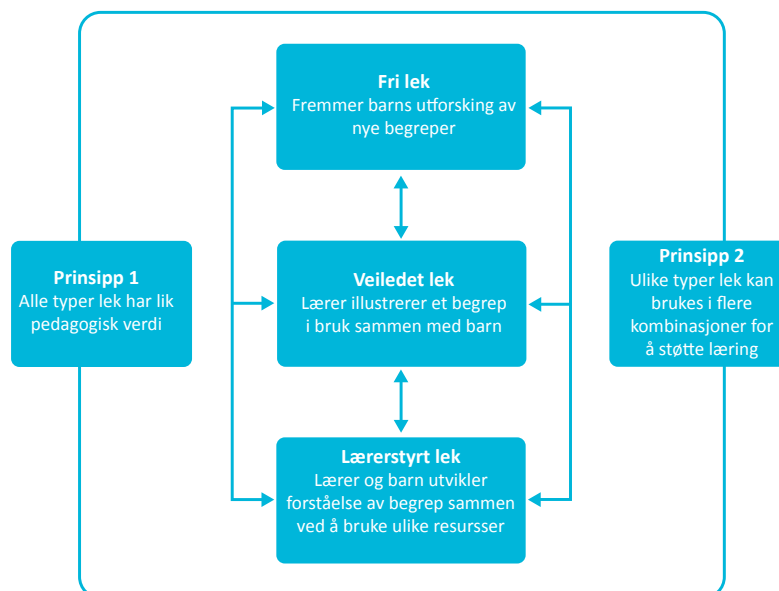 Fri lek
Fremmer barns utforsking av
nye begreper
Prinsipp 1
Alle typer lek har lik
pedagogisk verdi
Veiledet lek
Lærer illustrerer et begrep
i bruk sammen med barn
Prinsipp 2
Ulike typer lek kan
brukes i flere
kombinasjoner for
å støtte læring
Lærerstyrt lek
Lærer og barn utvikler
forståelse av begrep sammen
ved å bruke ulike resursser